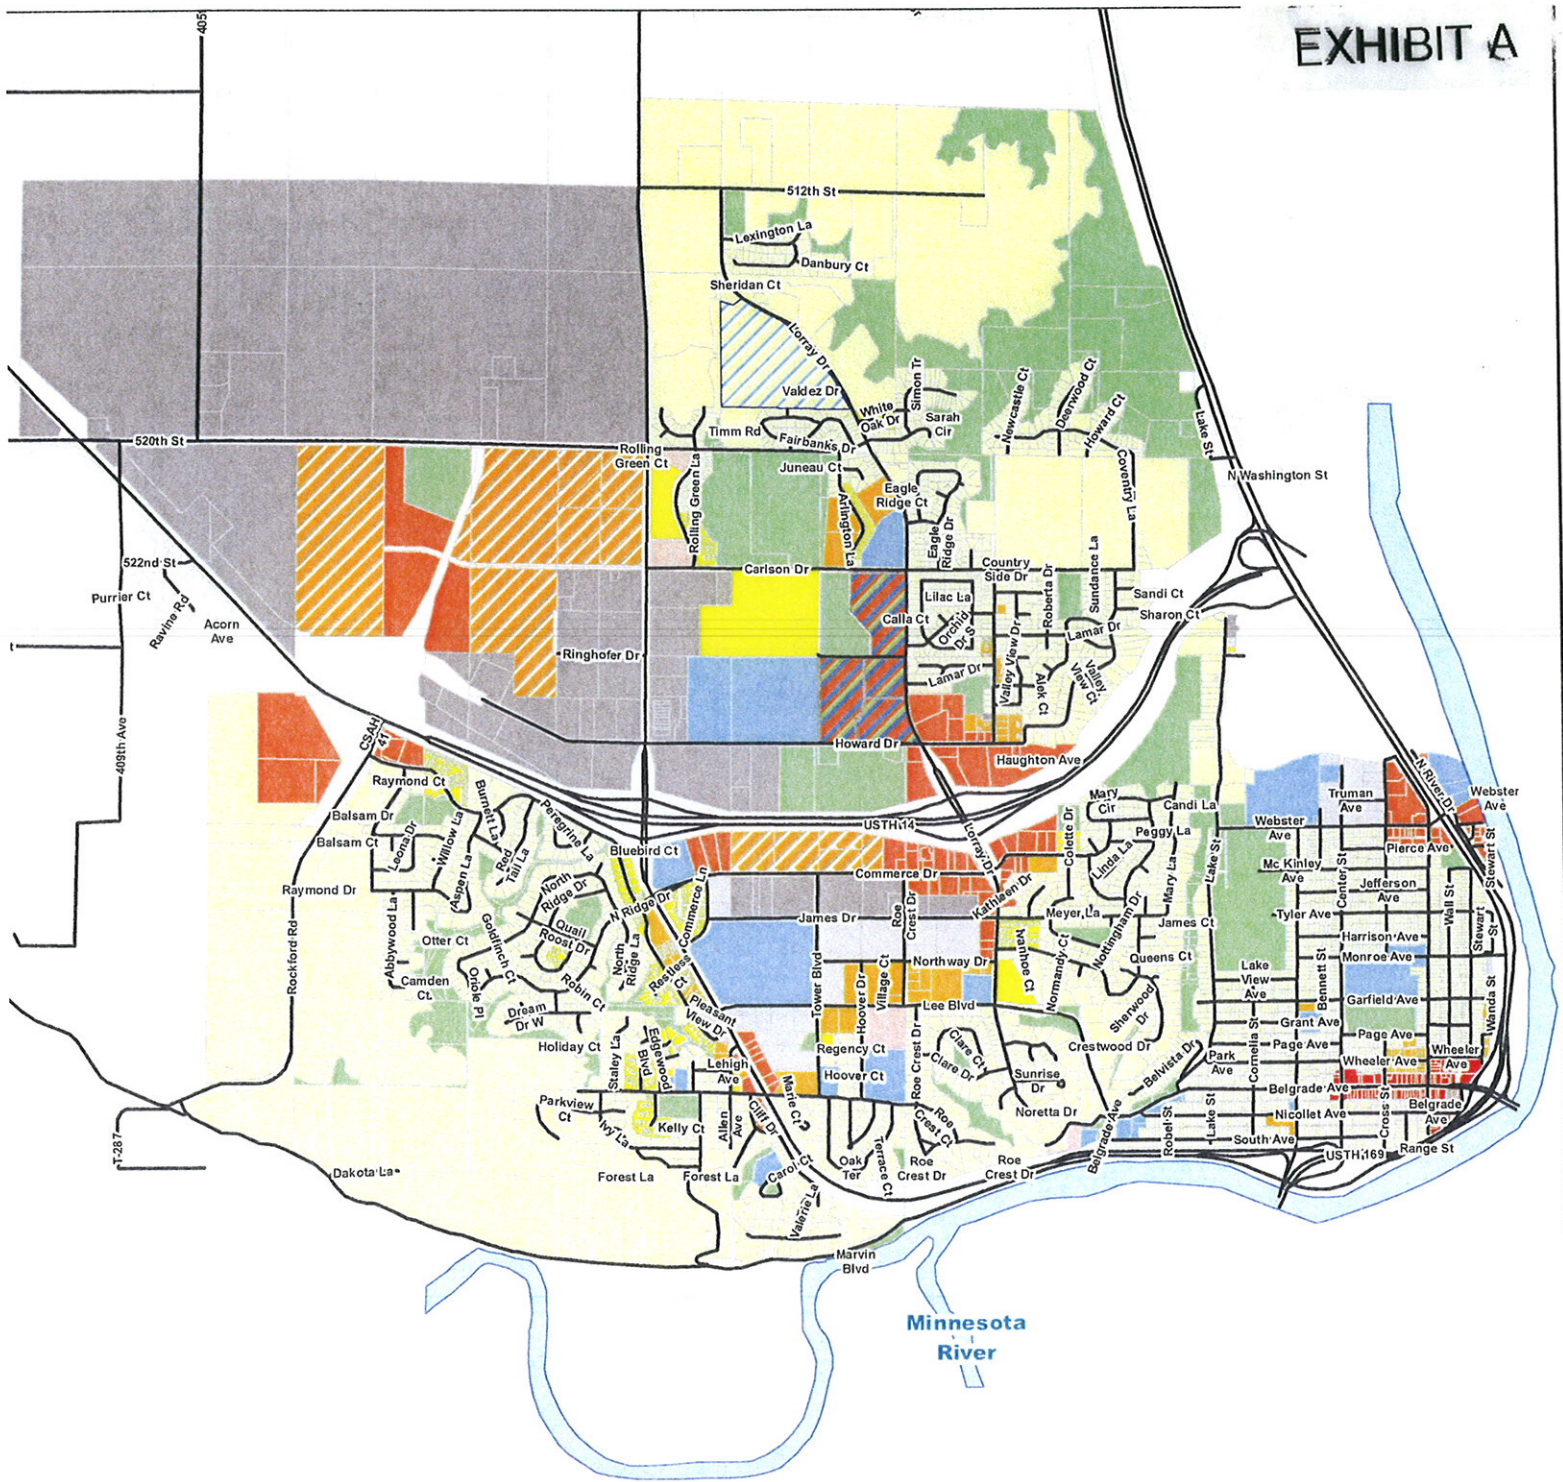 EXHIBIT A
405
512th St
Lexington La
Danbury Ct
Sheridan Ct
Lorray Dr
Valdez Dr
Simon Tr
White
Oak Dr
Sarah
Cir
Newcastle Ct
Deerwood Ct
Howard Ct
Lake St
520th St
Rolling
Green Ct
Timm Rd
Fairbanks Dr
Juneau Ct
Rolling Green La
Arlington La
Eagle
Ridge Ct
Eagle
Ridge Dr
Coventry La
N Washington St
522nd St
Purrier Ct
Ravine Rd
Acorn
Ave
Carlson Dr
Country
Side Dr
Lilac La
Calla Ct
Orchid
Dr S
Roberta Dr
Sundance La
Sandi Ct
Sharon Ct
Lamar Dr
Ringhofer Dr
Lamar Dr
Valley View Dr
Alek Ct
Valley
View Ct
409th Ave
CSAH
41
Howard Dr
Haughton Ave
Raymond Ct
Balsam Dr
Balsam Ct
Leona Dr
Willow La
Burnett La
Peregrine La
Red
Tail La
Aspen La
Bluebird Ct
USTH 14
Lorray Dr
Colette Dr
Mary
Cir
Candi La
Peggy La
Linda La
Mary La
Lake St
Truman
Ave
N River Dr
Webster
Ave
Webster
Ave
Pierce Ave
Stewart St
Mc Kinley
Ave
Center St
Jefferson
Ave
Wall St
Raymond Dr
Rockford Rd
Abbywood La
North
Ridge Dr
N Ridge Dr
Commerce Ln
Commerce Dr
Kathleen Dr
James Dr
Roe
Crest Dr
Meyer La
Nottingham Dr
James Ct
Tyler Ave
Stewart
St
Harrison Ave
Monroe Ave
Otter Ct
Goldfinch Ct
Quail
Roost Dr
North
Ridge La
Restless
Ct
Camden
Ct.
Oriole Pl
Robin Ct
Dream
Dr W
Pleasant
View Dr
Tower Blvd
Hoover Dr
Village Ct
Northway Dr
Ivanhoe Ct
Normandy Ct
Queens Ct
Lee Blvd
Sherwood
Dr
Lake
View
Ave
Bennett St
Garfield Ave
Wanda St
Grant Ave
Page Ave
Page Ave
Holiday Ct
Staley La
Edgewood
Blvd
Lehigh
Ave
Regency Ct
Hoover Ct
Roe Crest Dr
Clare Ct
Clare Dr
Crestwood Dr
Sunrise
Dr
Belvista Dr
Park
Ave
Cornelia St
Wheeler Ave
Wheeler
Ave
Belgrade Ave
Parkview
Ct
Ivy La
Kelly Ct
Allen
Ave
Cliff Dr
Marie Ct
Roe
Crest Ct
Noretta Dr
Belgrade Ave
Robel St
Lake St
Nicollet Ave
Cross St
Belgrade
Ave
South Ave
USTH 169
Range St
T-287
Dakota La
Forest La
Forest La
Carol Ct
Valerie La
Oak
Ter
Terrace Ct
Roe
Crest Dr
Roe
Crest Dr
Marvin
Blvd
Minnesota
River